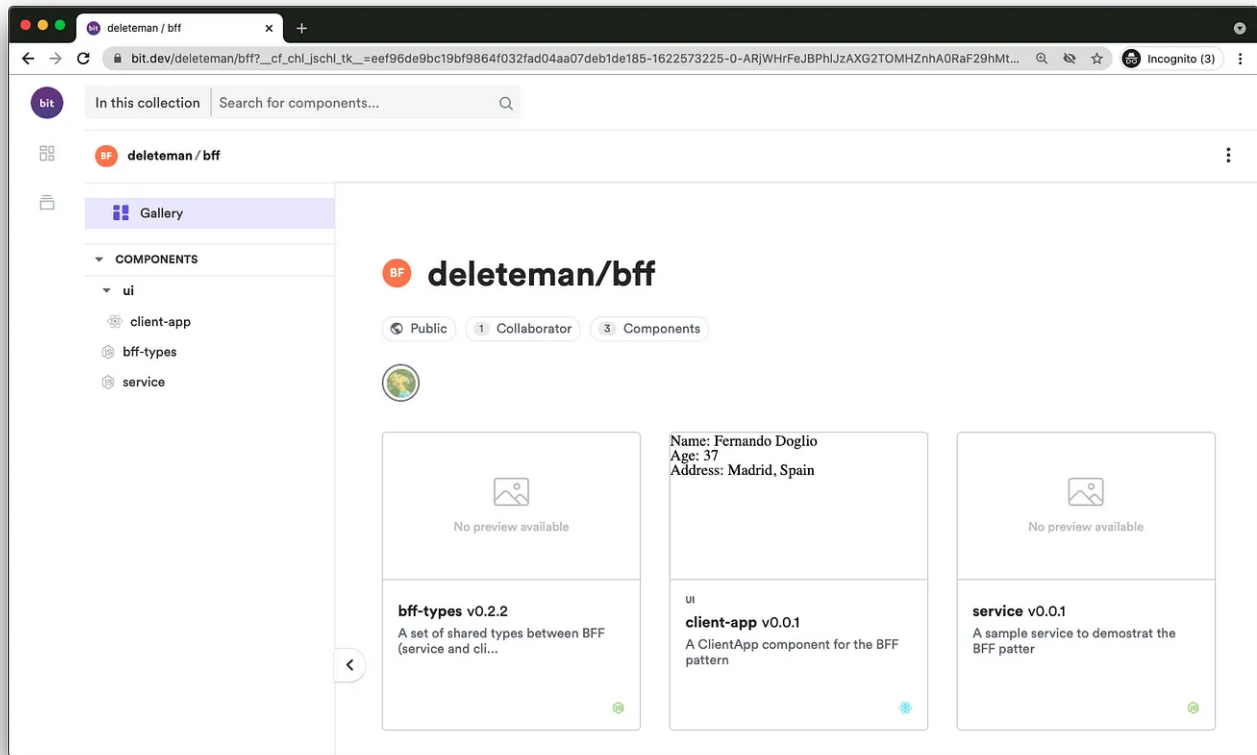 deleteman / bff
bit.dev/deleteman/bff?__cf_chl_jschl_tk__=eef96de9bc19bf9864f032fad04aa07deb1de185-1622573225-0-ARjWHrFeJBPhIJzAXG2TOMHZnhA0RaF29hMt...
Incognito (3)
bit
In this collection
Search for components...
BF
deleteman/bff
Gallery
COMPONENTS
ui
client-app
bff-types
service
BF
deleteman/bff
Public
1 Collaborator
3 Components
No preview available
bff-types v0.2.2
A set of shared types between BFF
(service and cli...
JS
Name: Fernando Doglio
Age: 37
Address: Madrid, Spain
UI
client-app v0.0.1
A ClientApp component for the BFF
pattern
No preview available
service v0.0.1
A sample service to demostrat the
BFF patter
JS